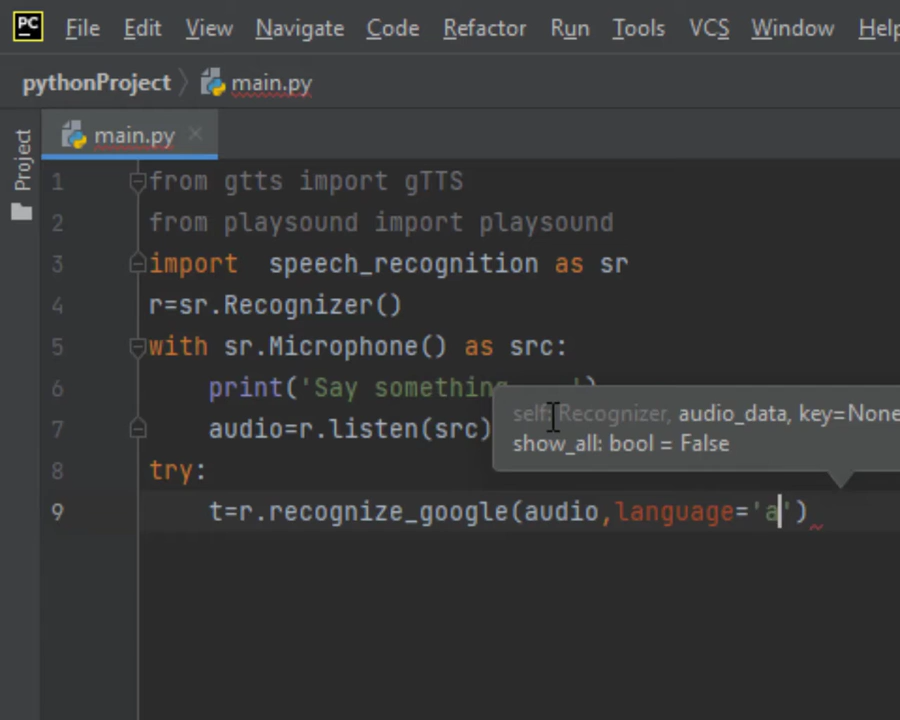 PC File Edit View Navigate Code Refactor Run Tools VCS Window Help
pythonProject main.py
Project
main.py
1 from gtts import gTTS
2 from playsound import playsound
3 import  speech_recognition as sr
4 r=sr.Recognizer()
5 with sr.Microphone() as src:
6     print('Say something
7     audio=r.listen(src)
self: Recognizer, audio_data, key=None
show_all: bool = False
8 try:
9     t=r.recognize_google(audio,language='a')